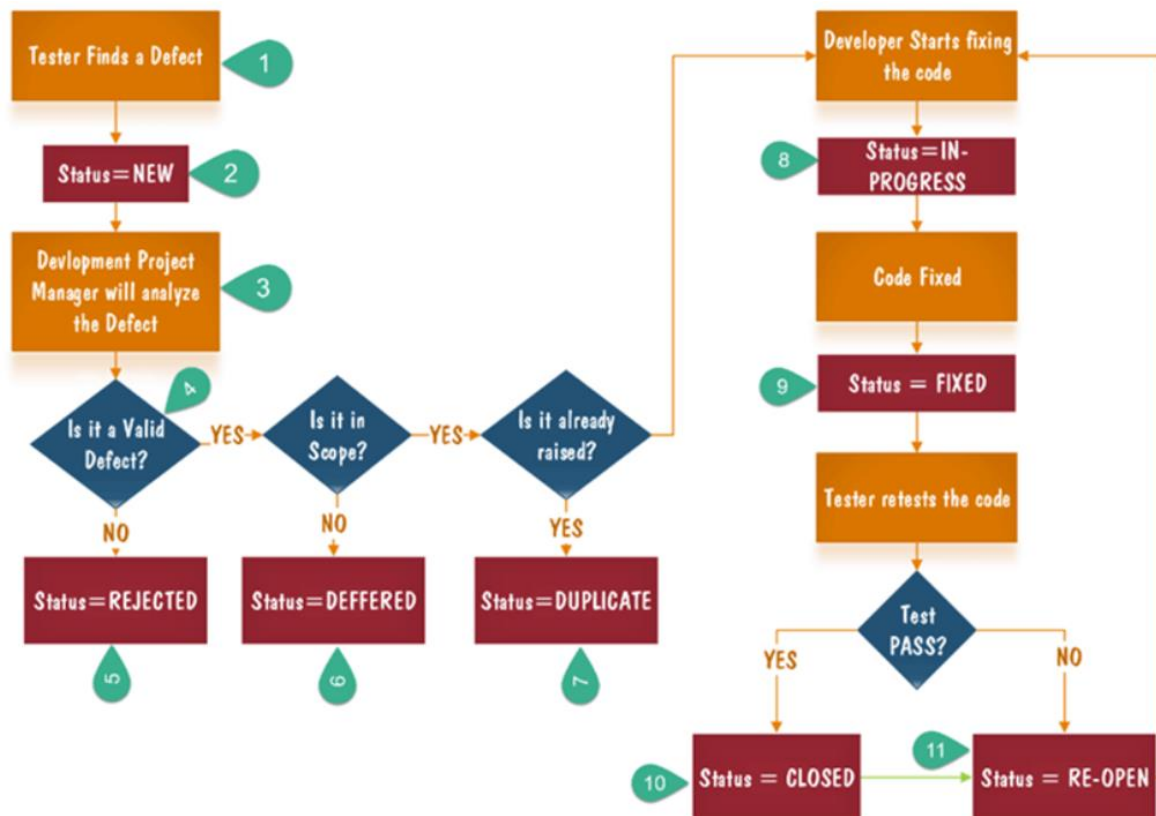 Tester Finds a Defect
1
Status=NEW
2
Devlopment Project
Manager will analyze
the Defect
3
Is it a Valid
Defect?
4
YES
NO
Status=REJECTED
5
Is it in
Scope?
YES
NO
Status=DEFFERED
6
Is it already
raised?
YES
Status=DUPLICATE
7
Developer Starts fixing
the code
Status=IN-
PROGRESS
8
Code Fixed
Status = FIXED
9
Tester retests the code
Test
PASS?
YES
NO
Status = CLOSED
10
Status = RE-OPEN
11